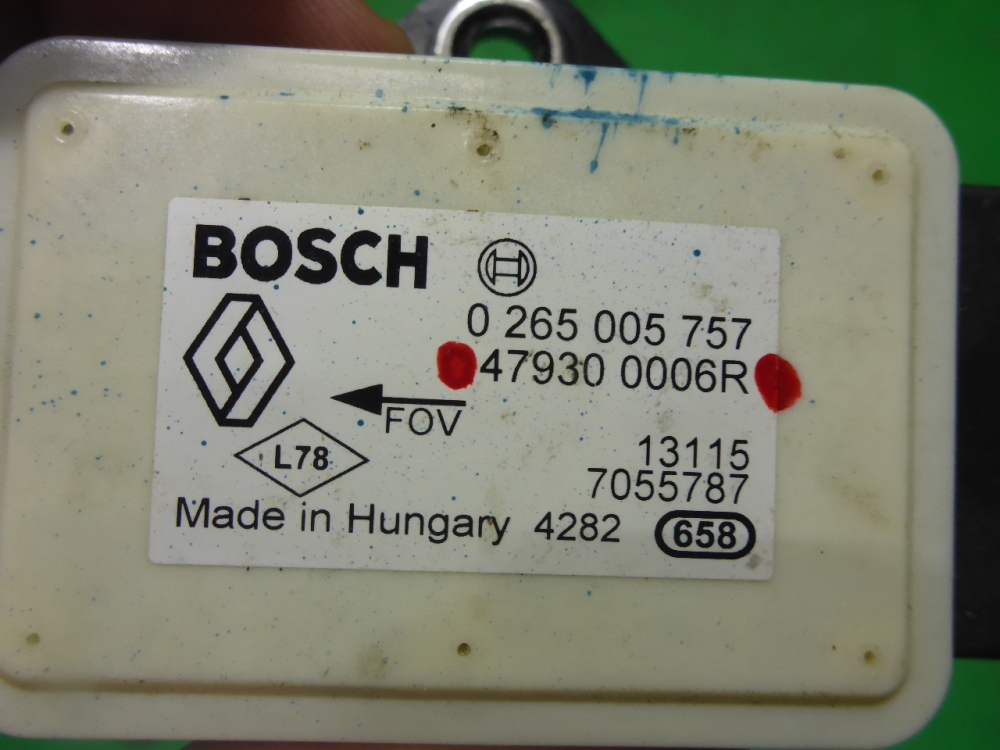 BOSCH
0 265 005 757
47930 0006R
FOV
L78
13115
7055787
Made in Hungary 4282 658